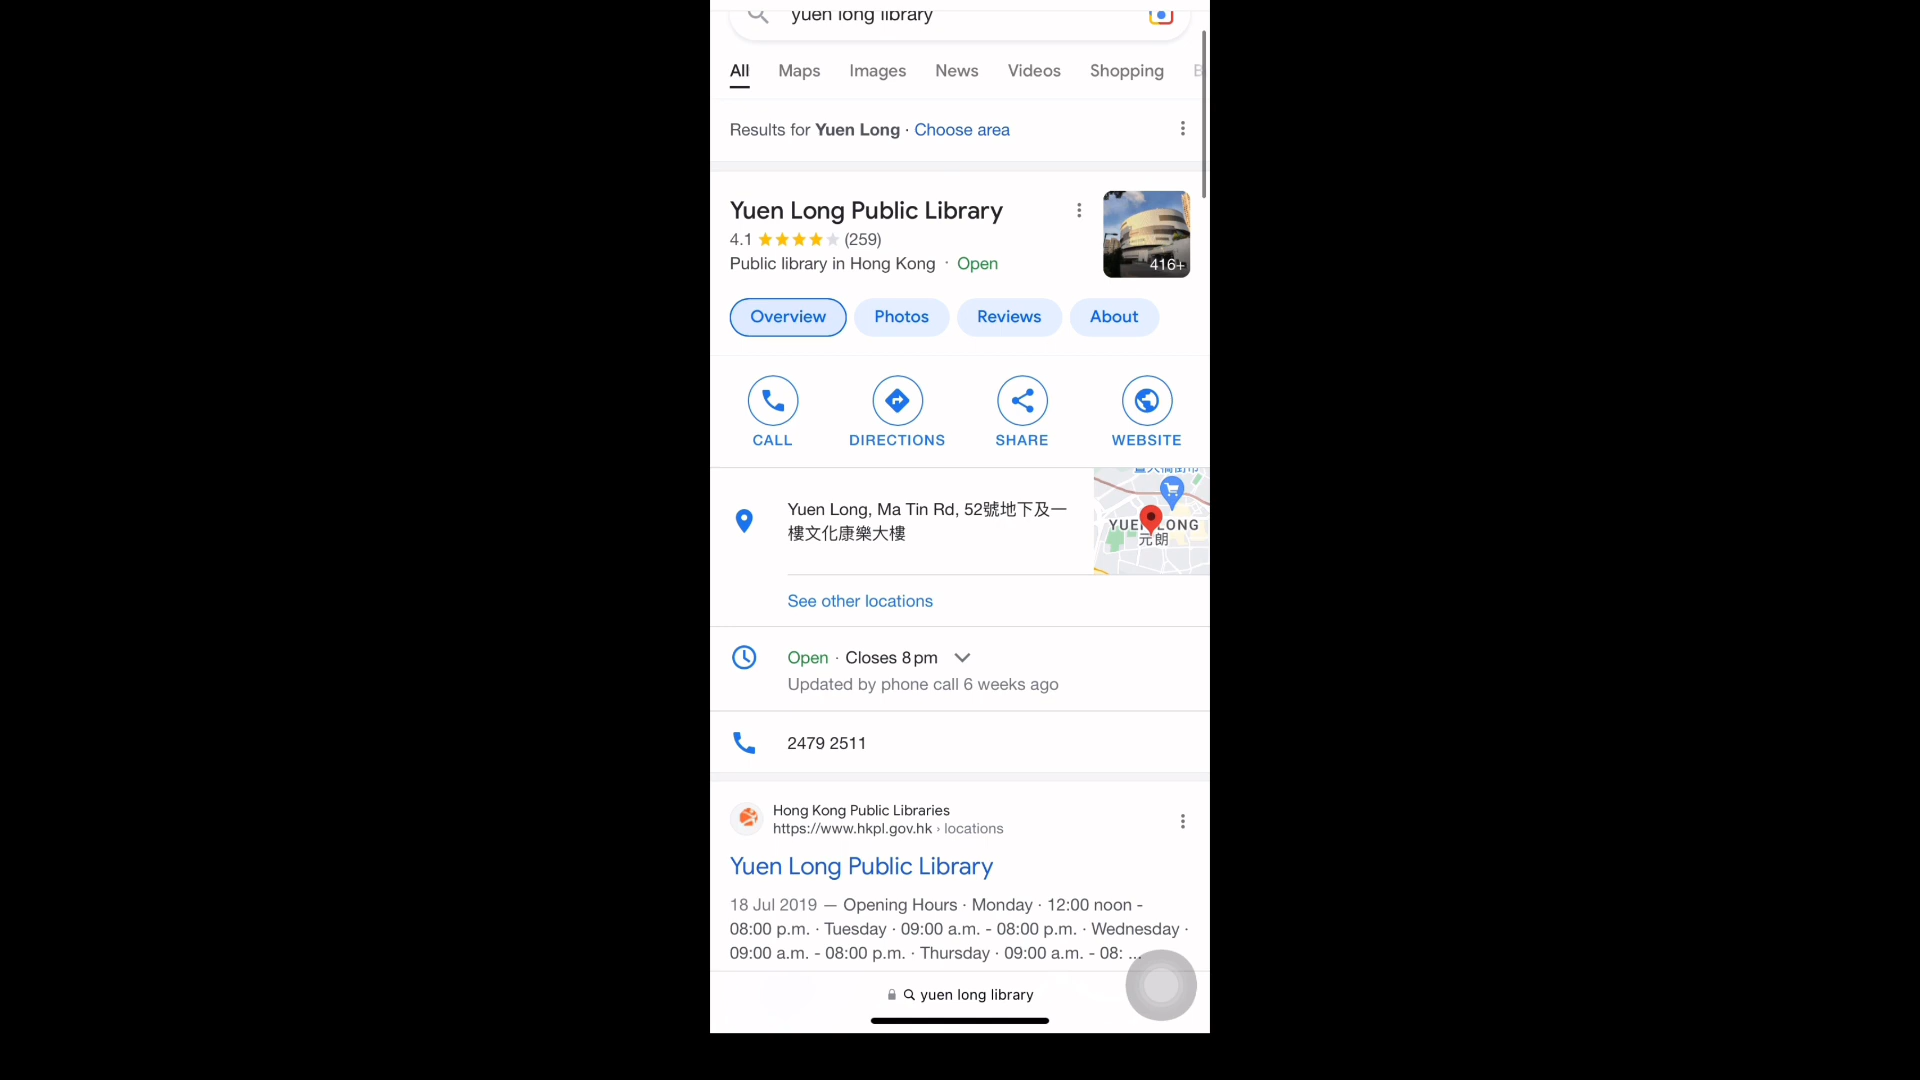 yuen long library
All Maps Images News Videos Shopping
Results for Yuen Long · Choose area
Yuen Long Public Library
4.1 (259)
Public library in Hong Kong · Open
416+
Overview Photos Reviews About
CALL DIRECTIONS SHARE WEBSITE
Yuen Long, Ma Tin Rd, 52號地下及一
樓文化康樂大樓
YUEN LONG
元朗
See other locations
Open · Closes 8 pm
Updated by phone call 6 weeks ago
2479 2511
Hong Kong Public Libraries
https://www.hkpl.gov.hk › locations
Yuen Long Public Library
18 Jul 2019 — Opening Hours · Monday · 12:00 noon -
08:00 p.m. · Tuesday · 09:00 a.m. - 08:00 p.m. · Wednesday ·
09:00 a.m. - 08:00 p.m. · Thursday · 09:00 a.m. - 08: ...
yuen long library